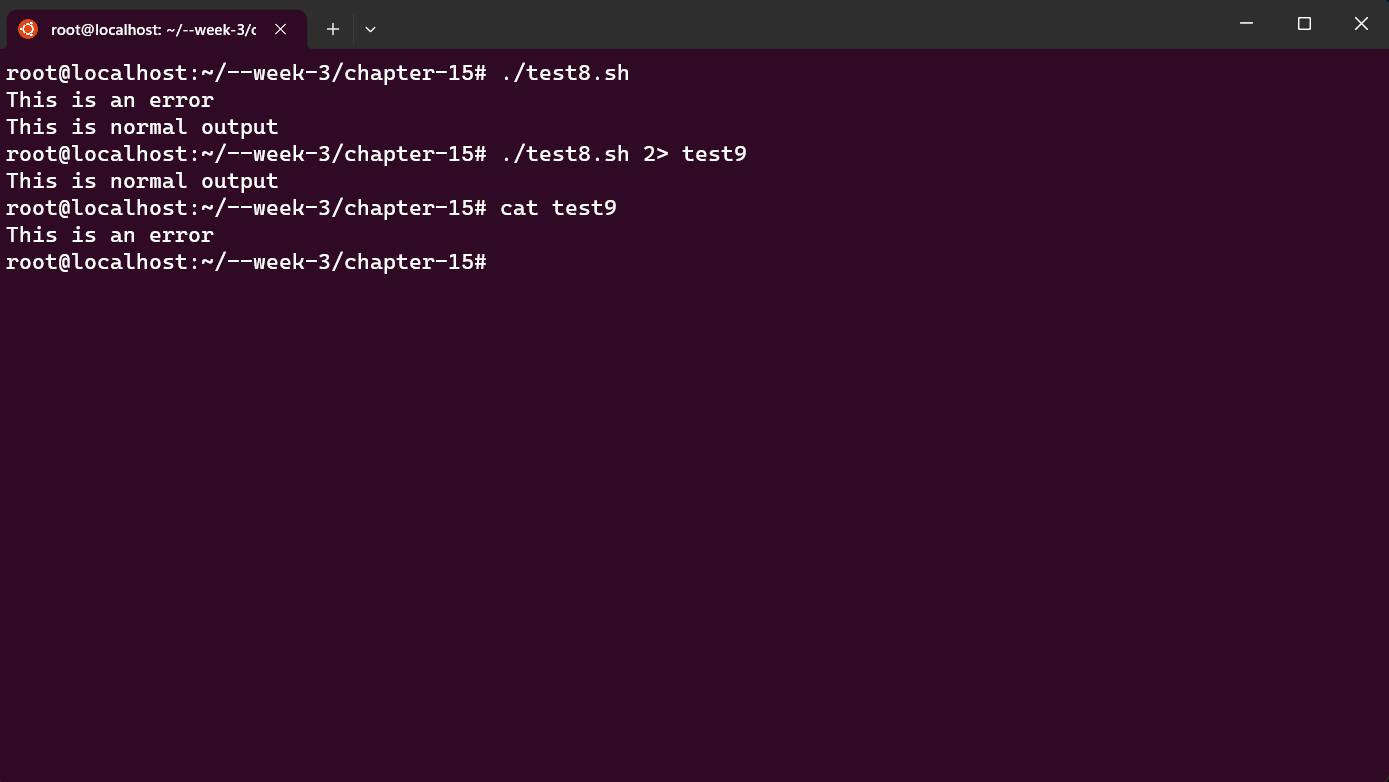 root@localhost: ~/--week-3/c
root@localhost:~/--week-3/chapter-15# ./test8.sh
This is an error
This is normal output
root@localhost:~/--week-3/chapter-15# ./test8.sh 2> test9
This is normal output
root@localhost:~/--week-3/chapter-15# cat test9
This is an error
root@localhost:~/--week-3/chapter-15#